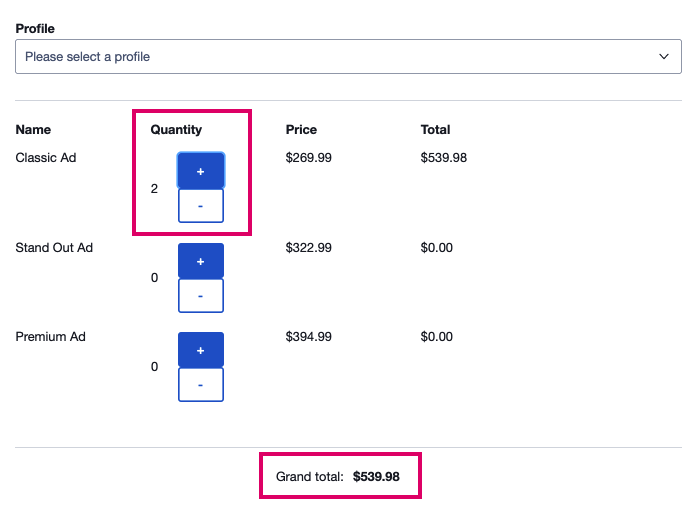 Profile
Please select a profile
Name Quantity Price Total
Classic Ad 2 + - $269.99 $539.98
Stand Out Ad 0 + - $322.99 $0.00
Premium Ad 0 + - $394.99 $0.00
Grand total: $539.98